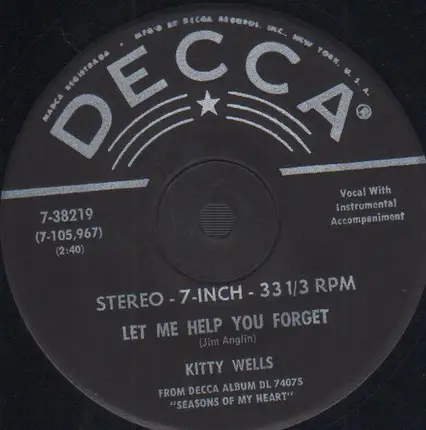 MARCA REGISTRADA • MFG'D BY DECCA RECORDS, INC., NEW YORK, U. S. A.
DECCA®
7-38219
(7-105,967)
(2:40)
Vocal With
Instrumental
Accompaniment
STEREO - 7-INCH - 33 1/3 RPM
LET ME HELP YOU FORGET
(Jim Anglin)
KITTY WELLS
FROM DECCA ALBUM DL 74075
"SEASONS OF MY HEART"